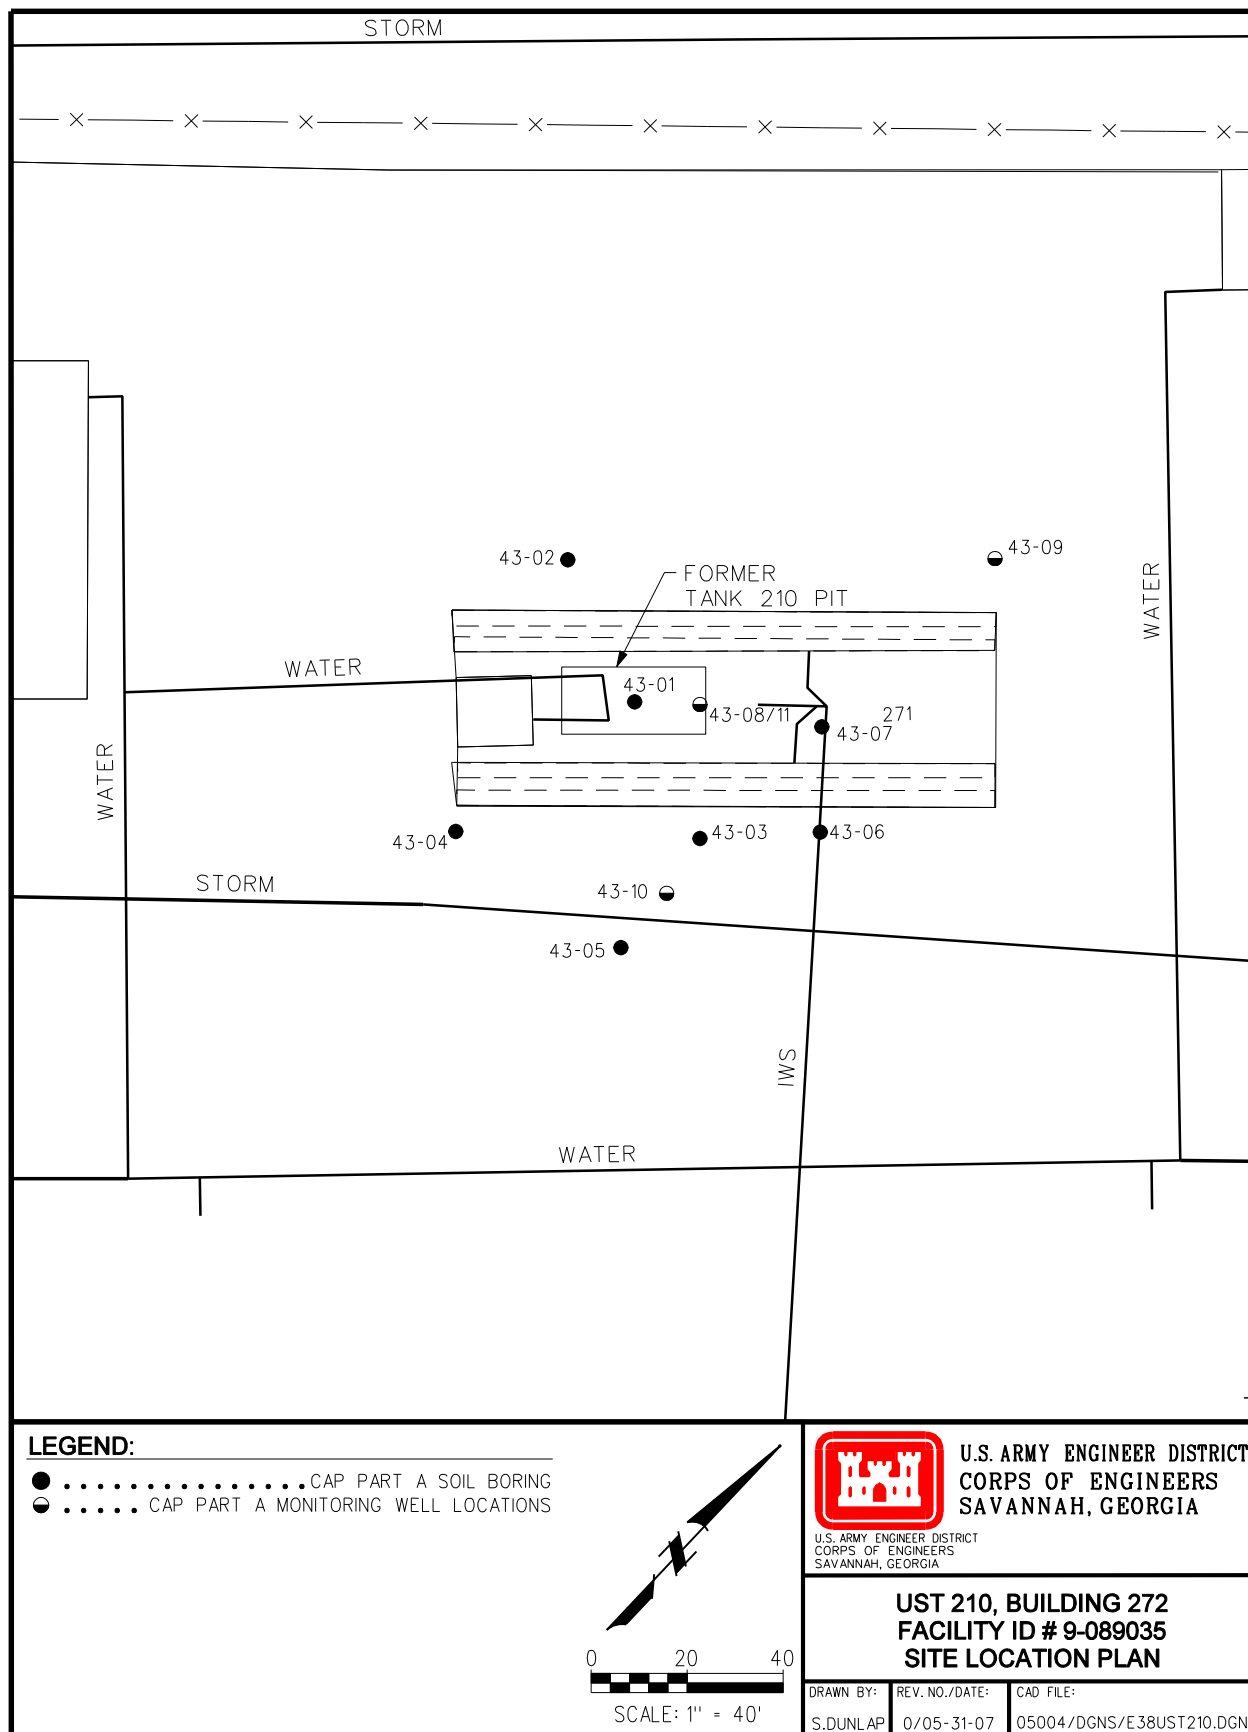 STORM
43-02
43-09
FORMER
TANK 210 PIT
WATER
WATER
43-01
43-08/11
271
43-07
WATER
43-04
43-03
43-06
STORM
43-10
43-05
IWS
WATER
LEGEND:
● . . . . . . . . . . . . . . . CAP PART A SOIL BORING
. . . . . CAP PART A MONITORING WELL LOCATIONS
N
0 20 40
SCALE: 1" = 40'
U.S. ARMY ENGINEER DISTRICT
CORPS OF ENGINEERS
SAVANNAH, GEORGIA
U.S. ARMY ENGINEER DISTRICT
CORPS OF ENGINEERS
SAVANNAH, GEORGIA
UST 210, BUILDING 272
FACILITY ID # 9-089035
SITE LOCATION PLAN
DRAWN BY:
S.DUNLAP
REV. NO./DATE:
0/05-31-07
CAD FILE:
05004/DGNS/E38UST210.DGN